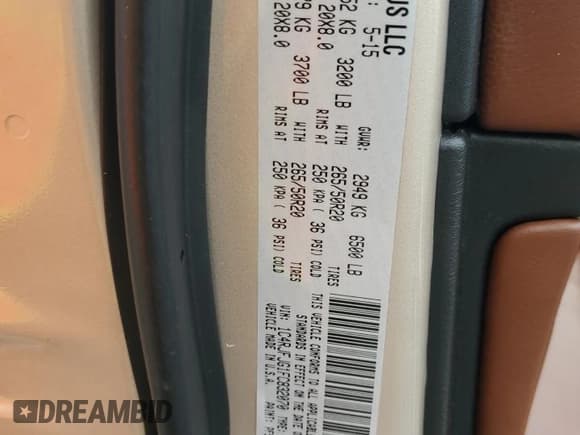 US LLC
5-15
GVWR: 2949 KG 6500 LB
52 KG 3200 LB WITH 265/50R20 TIRES
20X8.0 RIMS AT 250 KPA ( 36 PSI) COLD
9 KG 3700 LB WITH 265/50R20 TIRES
20X8.0 RIMS AT 250 KPA ( 36 PSI) COLD
THIS VEHICLE CONFORMS TO ALL APPLICABL
STANDARDS IN EFFECT ON THE DATE
VEHICLE MADE IN U.S.A.
DREAMBID